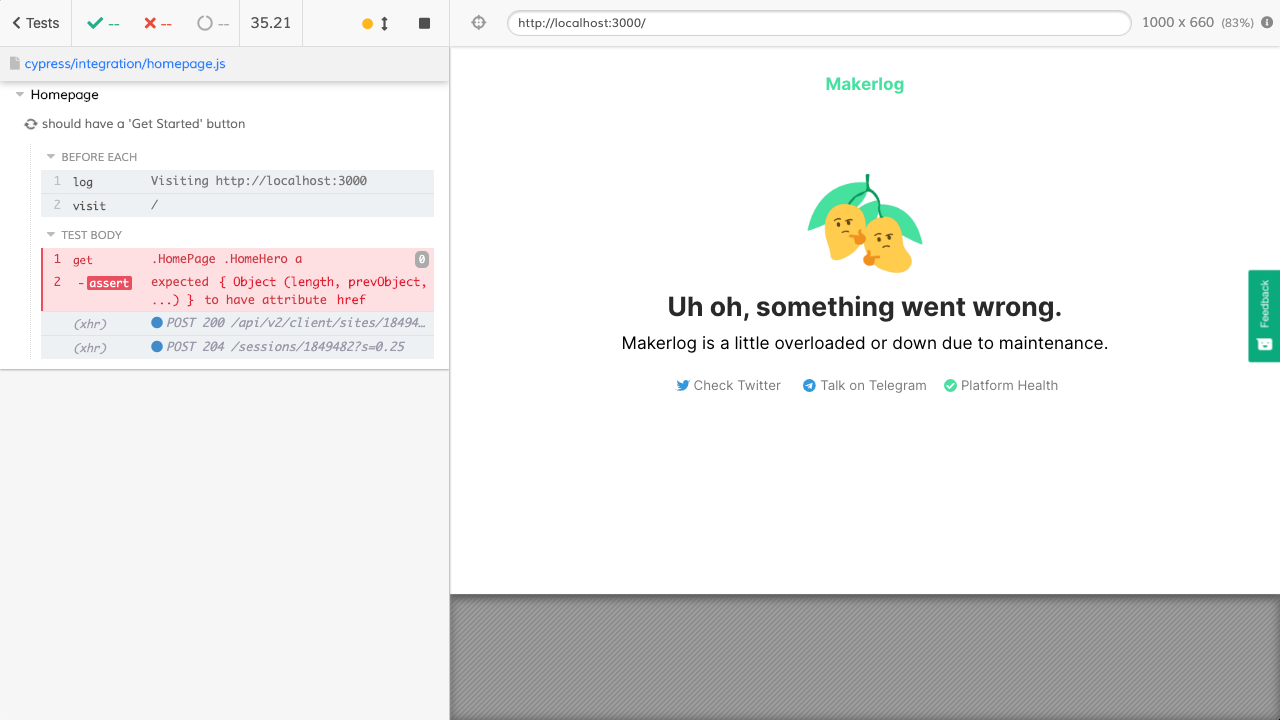 Tests
--
--
--
35.21
http://localhost:3000/
1000 x 660 (83%)
cypress/integration/homepage.js
Homepage
should have a 'Get Started' button
BEFORE EACH
1 log Visiting http://localhost:3000
2 visit /
TEST BODY
1 get .HomePage .HomeHero a 0
2 -assert expected { Object (length, prevObject,
...) } to have attribute href
(xhr) POST 200 /api/v2/client/sites/18494…
(xhr) POST 204 /sessions/1849482?s=0.25
Makerlog
Uh oh, something went wrong.
Makerlog is a little overloaded or down due to maintenance.
Check Twitter Talk on Telegram Platform Health
Feedback